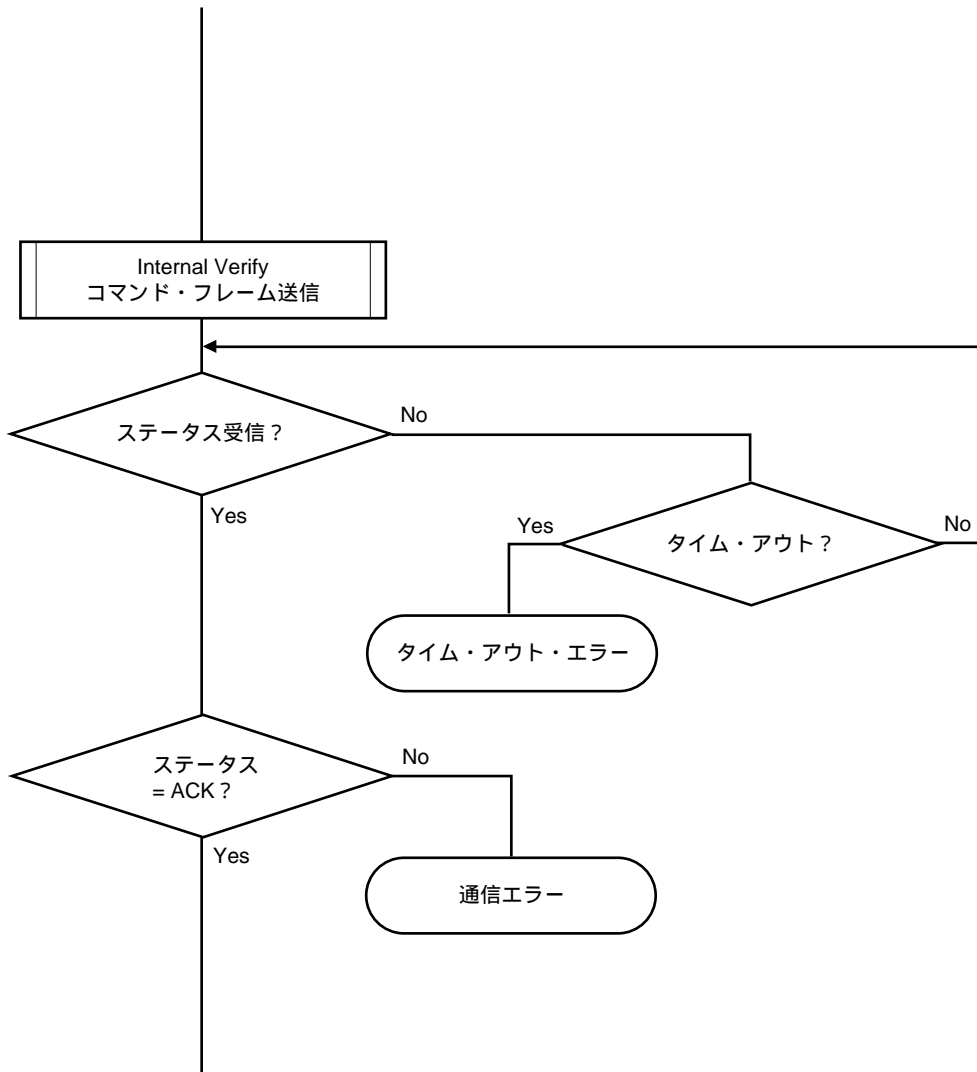 Internal Verify
コマンド・フレーム送信
ステータス受信？
No
Yes
タイム・アウト？
Yes
No
タイム・アウト・エラー
ステータス
= ACK？
No
Yes
通信エラー